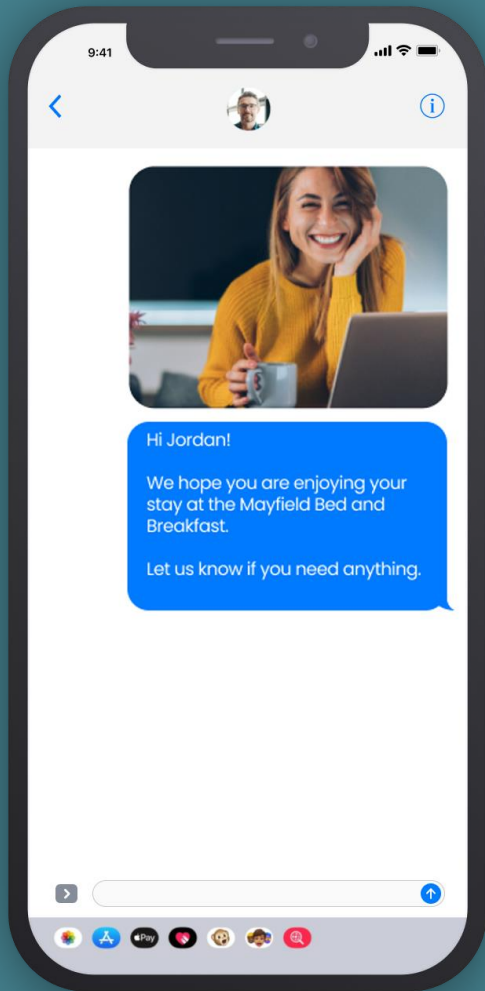 9:41
Hi Jordan!
We hope you are enjoying your
stay at the Mayfield Bed and
Breakfast.
Let us know if you need anything.
Pay